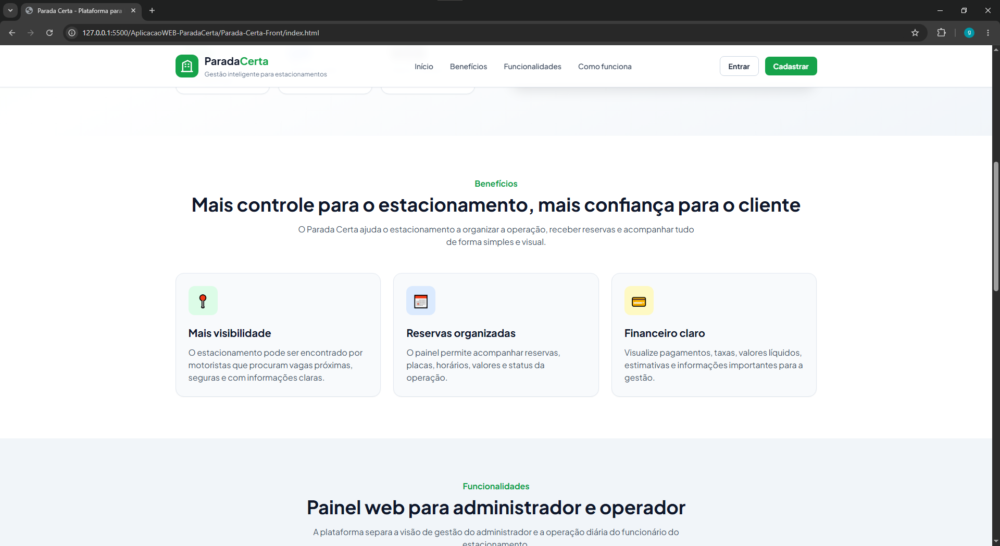 Parada Certa - Plataforma para
127.0.0.1:5500/AplicacaoWEB-ParadaCerta/Parada-Certa-Front/index.html
g
ParadaCerta
Gestão inteligente para estacionamentos
Início
Benefícios
Funcionalidades
Como funciona
Entrar
Cadastrar
Benefícios
Mais controle para o estacionamento, mais confiança para o cliente
O Parada Certa ajuda o estacionamento a organizar a operação, receber reservas e acompanhar tudo
de forma simples e visual.
Mais visibilidade
O estacionamento pode ser encontrado por
motoristas que procuram vagas próximas,
seguras e com informações claras.
Reservas organizadas
O painel permite acompanhar reservas,
placas, horários, valores e status da
operação.
Financeiro claro
Visualize pagamentos, taxas, valores líquidos,
estimativas e informações importantes para a
gestão.
Funcionalidades
Painel web para administrador e operador
A plataforma separa a visão de gestão do administrador e a operação diária do funcionário do
estacionamento.